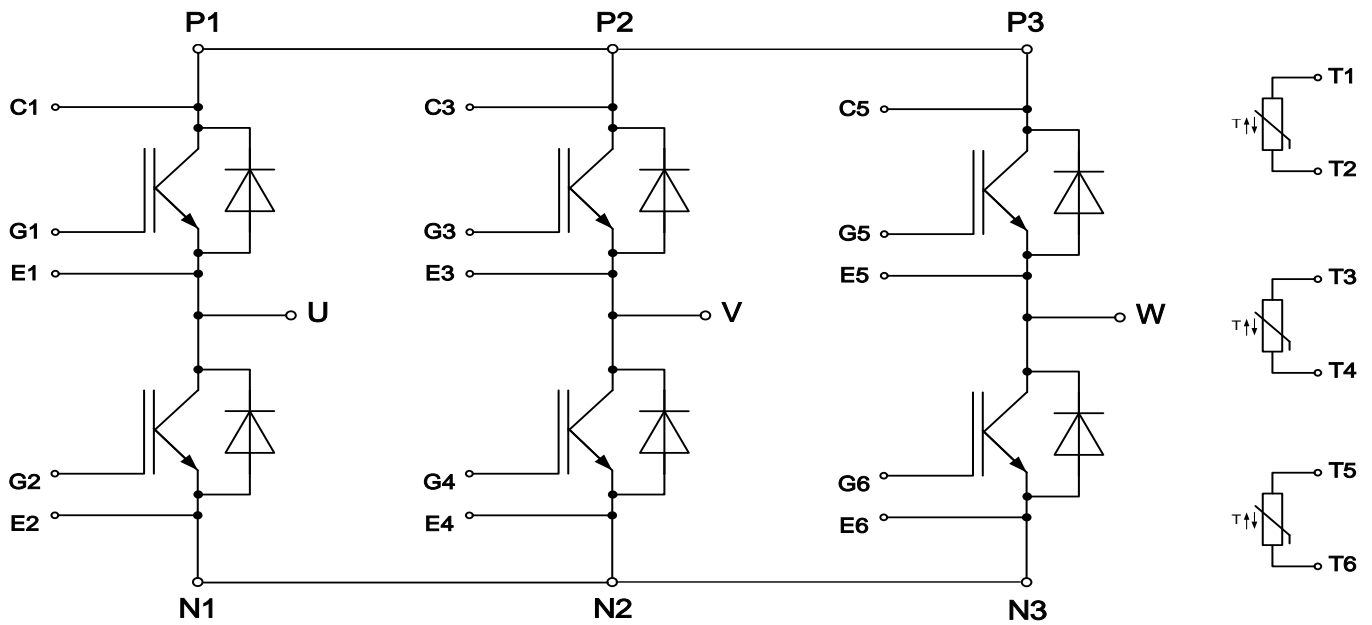 P1 P2 P3
C1 C3 C5
G1 G3 G5
E1 E3 E5
U V W
G2 G4 G6
E2 E4 E6
N1 N2 N3
T1
T
T2
T3
T
T4
T5
T
T6